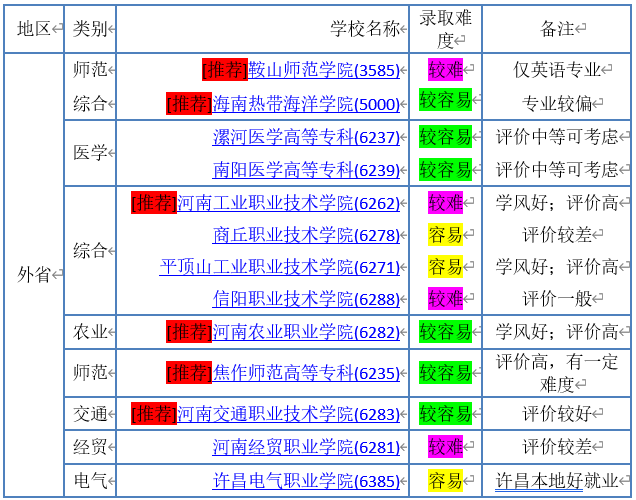 地区 类别 学校名称 录取难度 备注
外省
师范 [推荐]鞍山师范学院(3585) 较难 仅英语专业
综合 [推荐]海南热带海洋学院(5000) 较容易 专业较偏
医学 漯河医学高等专科(6237) 较容易 评价中等可考虑
南阳医学高等专科(6239) 较容易 评价中等可考虑
综合 [推荐]河南工业职业技术学院(6262) 较难 学风好；评价高
商丘职业技术学院(6278) 容易 评价较差
平顶山工业职业技术学院(6271) 容易 学风好；评价高
信阳职业技术学院(6288) 较难 评价一般
农业 [推荐]河南农业职业学院(6282) 较容易 学风好；评价高
师范 [推荐]焦作师范高等专科(6235) 较容易 评价高，有一定难度
交通 [推荐]河南交通职业技术学院(6283) 较容易 评价较好
经贸 河南经贸职业学院(6281) 较难 评价较差
电气 许昌电气职业学院(6385) 容易 许昌本地好就业